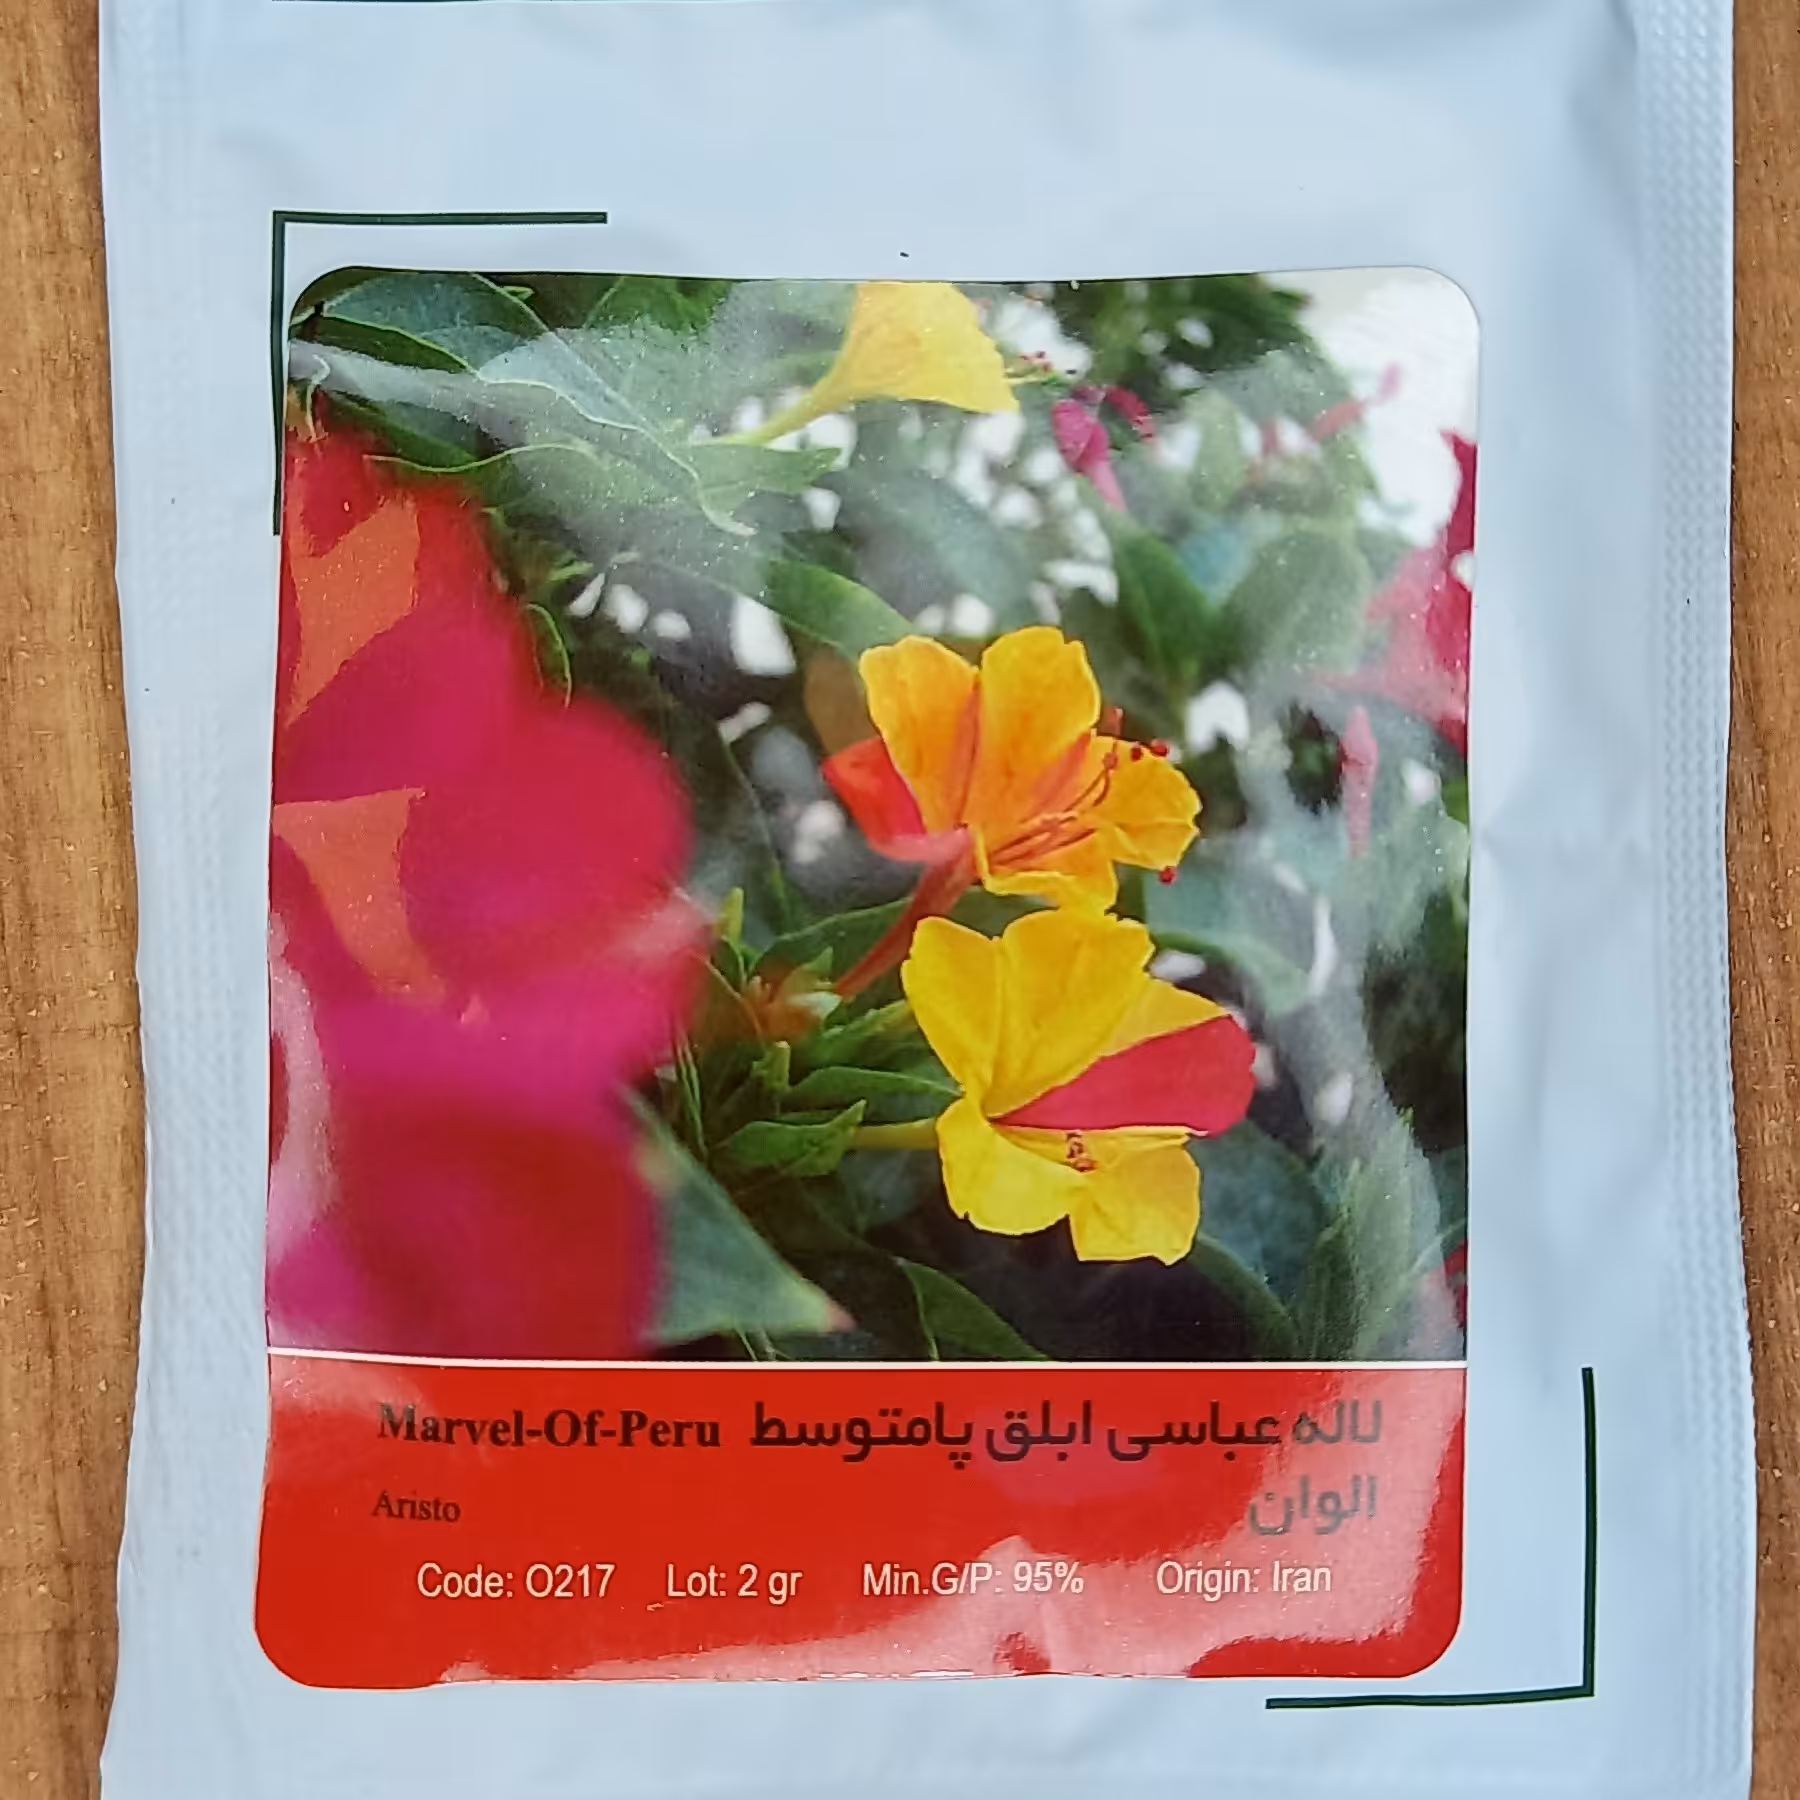 Marvel-Of-Peru لاله عباسی ابلق پامتوسط
Aristo الوان
Code: O217 Lot: 2 gr Min.G/P: 95% Origin: Iran